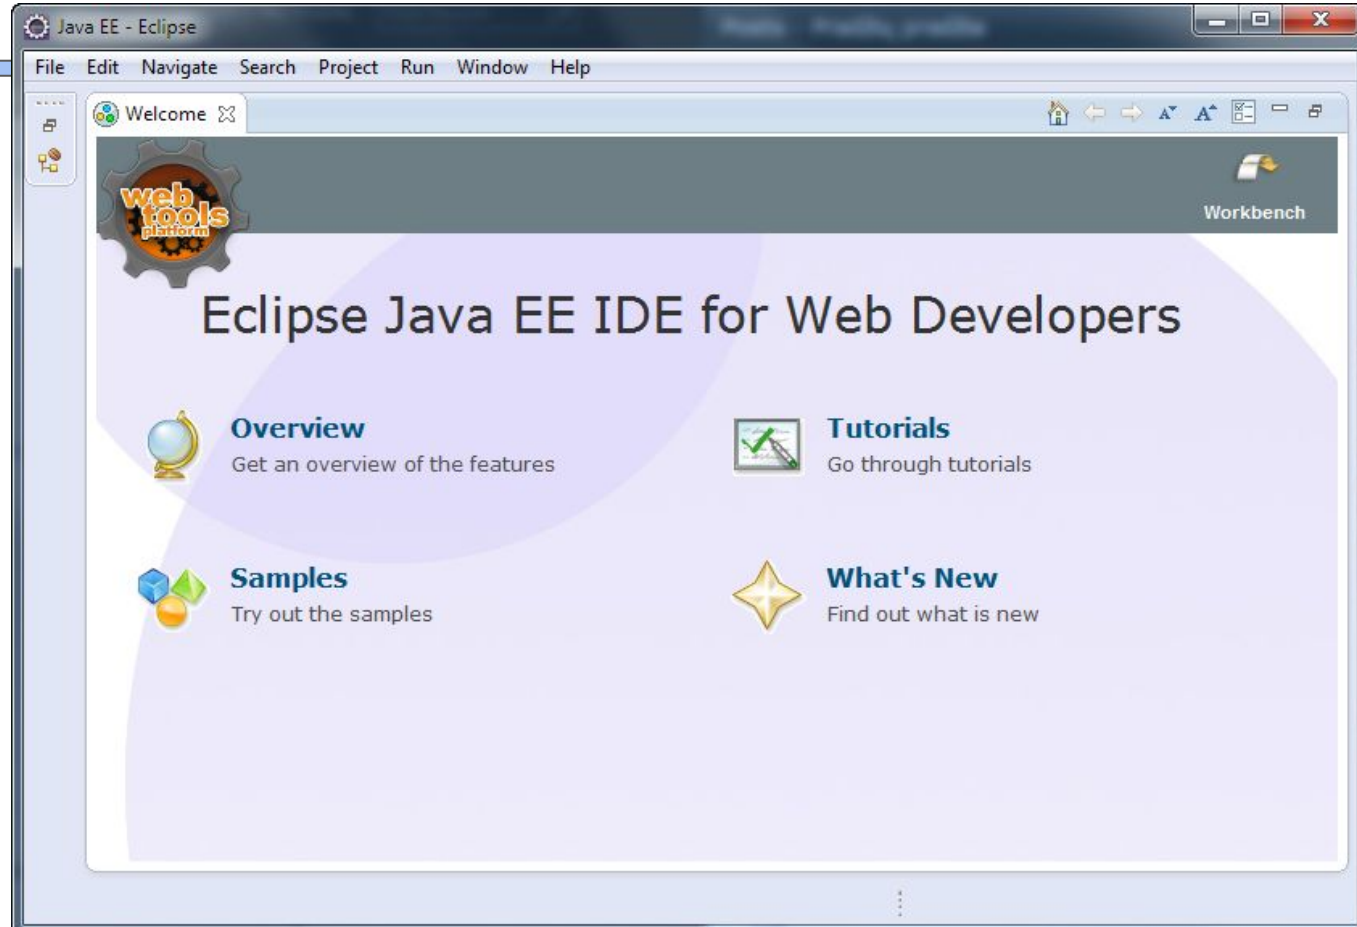 Java EE - Eclipse
File Edit Navigate Search Project Run Window Help
Welcome
web
tools
platform
Workbench
Eclipse Java EE IDE for Web Developers
Overview
Get an overview of the features
Tutorials
Go through tutorials
Samples
Try out the samples
What's New
Find out what is new